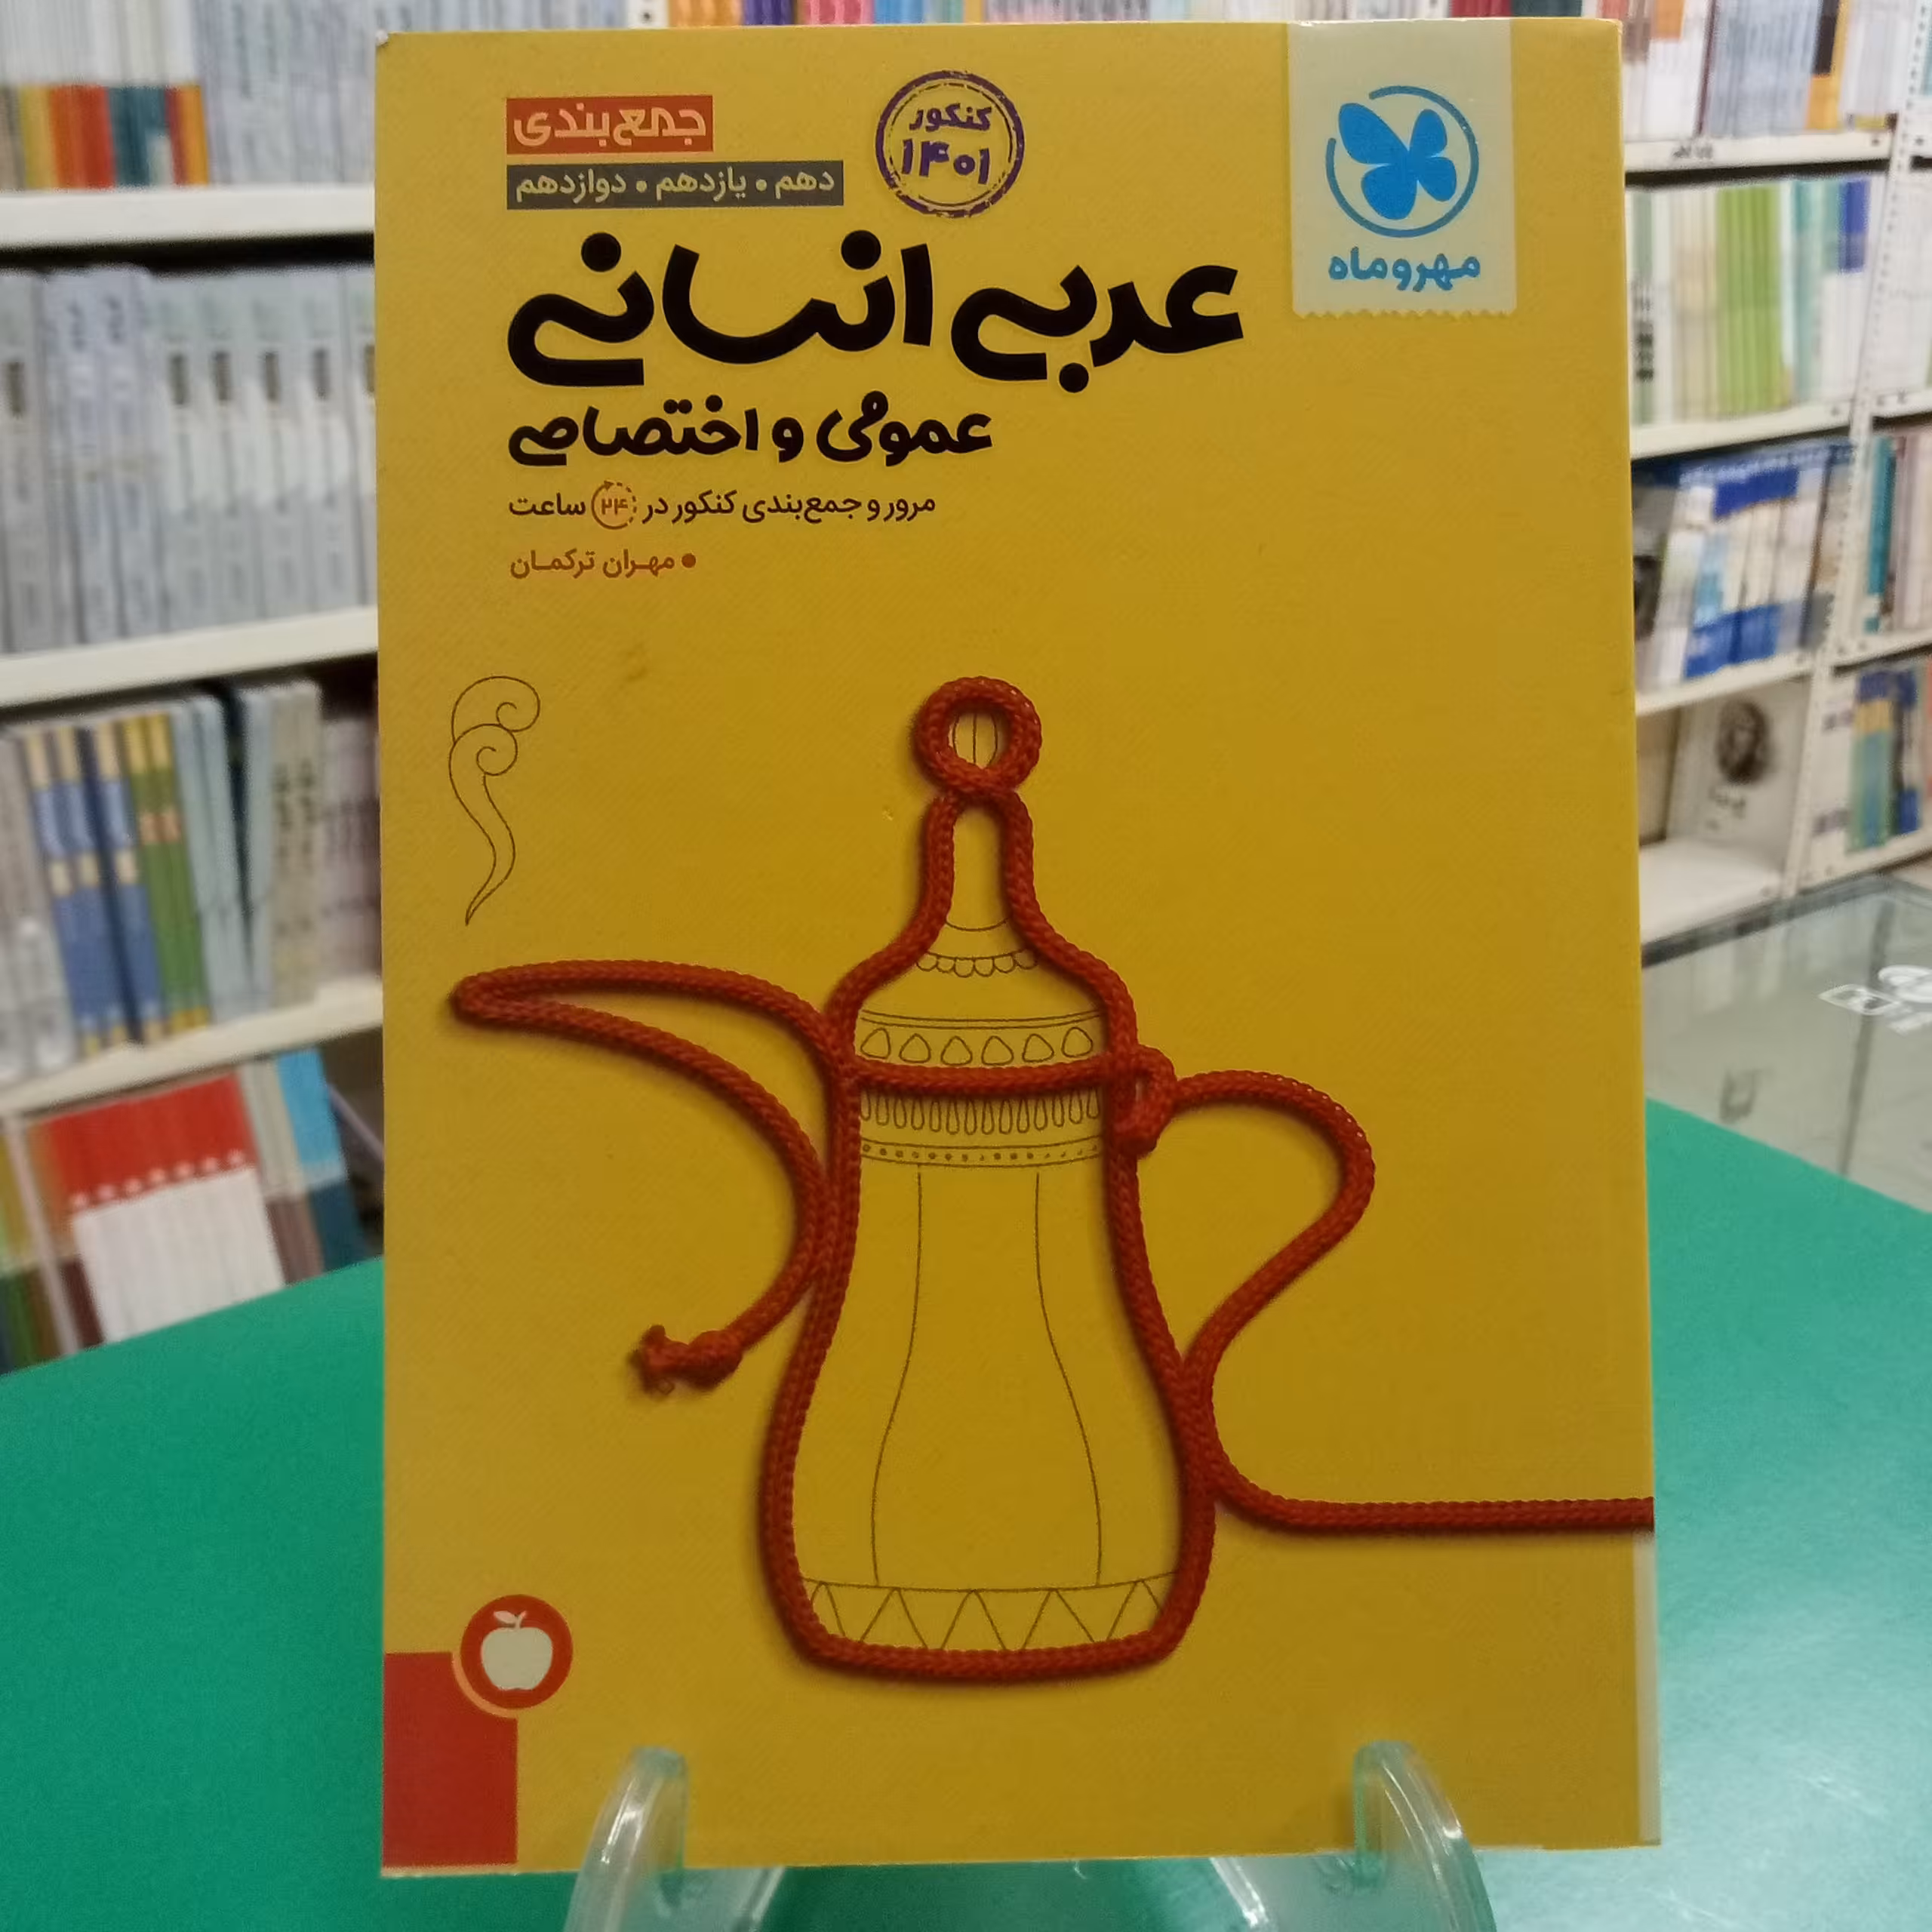 جمع‌بندی
دهم • یازدهم • دوازدهم
کنکور
۱۴۰۱
مهروماه
عربی انسانی
عمومی و اختصاصی
مرور و جمع‌بندی کنکور در ۲۴ ساعت
• مهران ترکمان